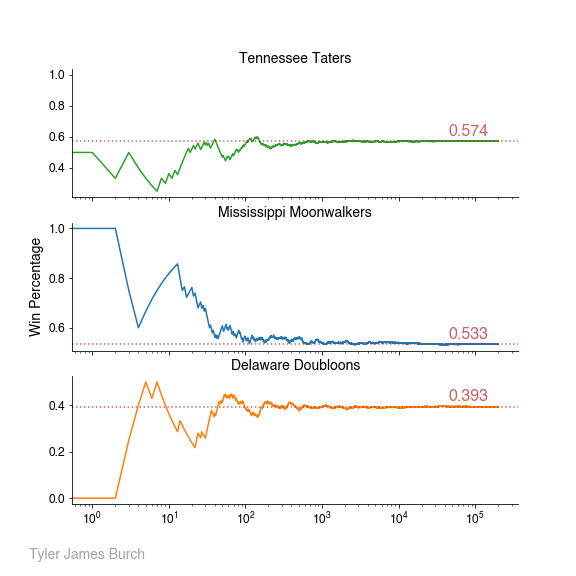 Tennessee Taters
1.0
0.8
0.6
0.4
0.574
Mississippi Moonwalkers
1.0
0.8
0.6
0.533
Win Percentage
Delaware Doubloons
0.4
0.2
0.0
0.393
10⁰ 10¹ 10² 10³ 10⁴ 10⁵
Tyler James Burch